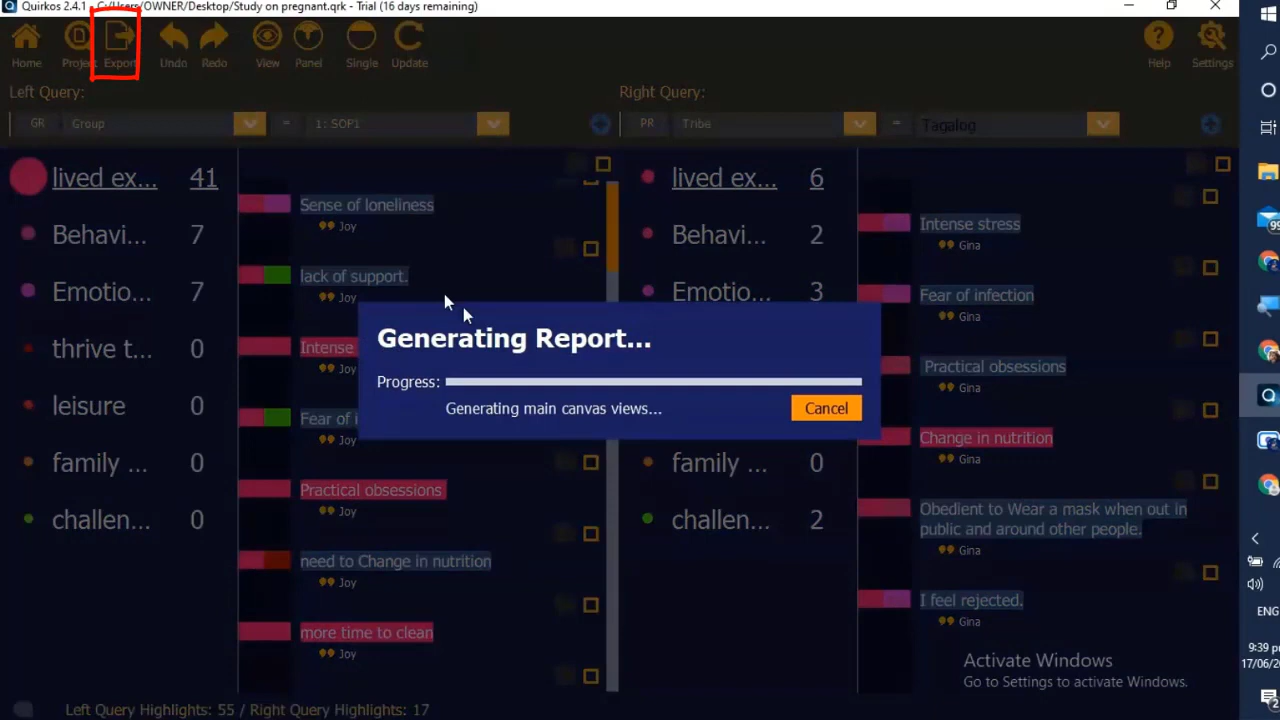 Quirkos 2.4.1 - C:/Users/OWNER/Desktop/Study on pregnant.qrk - Trial (16 days remaining)
Home
Project
Export
Undo
Redo
View
Panel
Single
Update
Help
Settings
Left Query:
Right Query:
GR Group = 1: SOP1
PR Tribe = Tagalog
lived ex... 41
Behavi... 7
Emotio... 7
thrive t... 0
leisure 0
family ... 0
challen... 0
Sense of loneliness
Joy
lack of support.
Joy
Intense
Joy
Fear of i
Joy
Practical obsessions
Joy
need to Change in nutrition
Joy
more time to clean
Joy
Generating Report...
Progress:
Generating main canvas views...
Cancel
lived ex... 6
Behavi... 2
Emotio... 3
family ... 0
challen... 2
Intense stress
Gina
Fear of infection
Gina
Practical obsessions
Gina
Change in nutrition
Gina
Obedient to Wear a mask when out in
public and around other people.
Gina
I feel rejected.
Gina
Activate Windows
Go to Settings to activate Windows.
Left Query Highlights: 55 / Right Query Highlights: 17
99
ENG
9:39 p
17/06/2
2